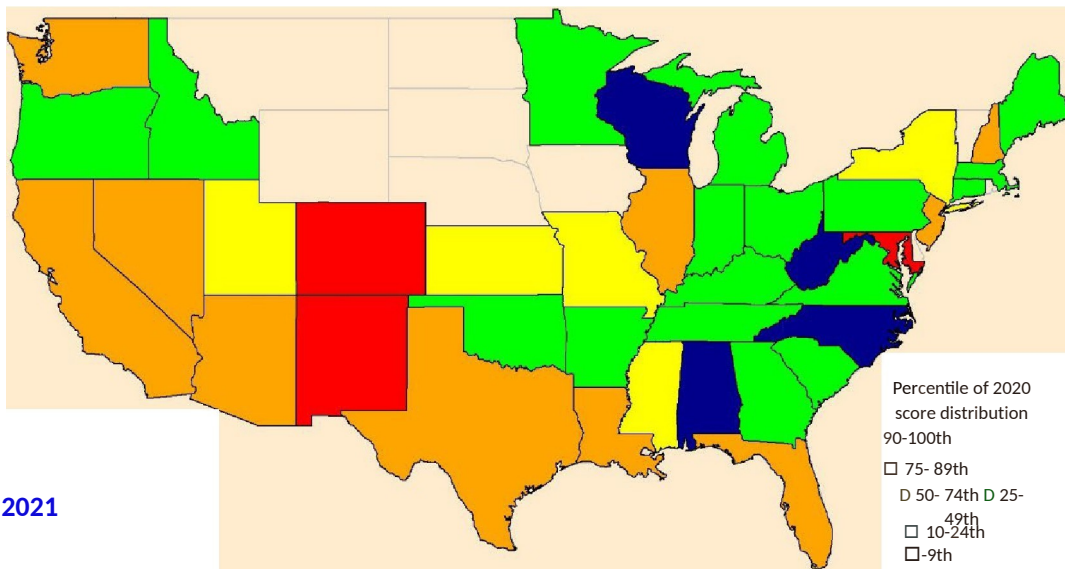 Percentile of 2020
score distribution
90-100th
□ 75- 89th
D 50- 74th D 25-
49th
□ 10-24th
□-9th
2021